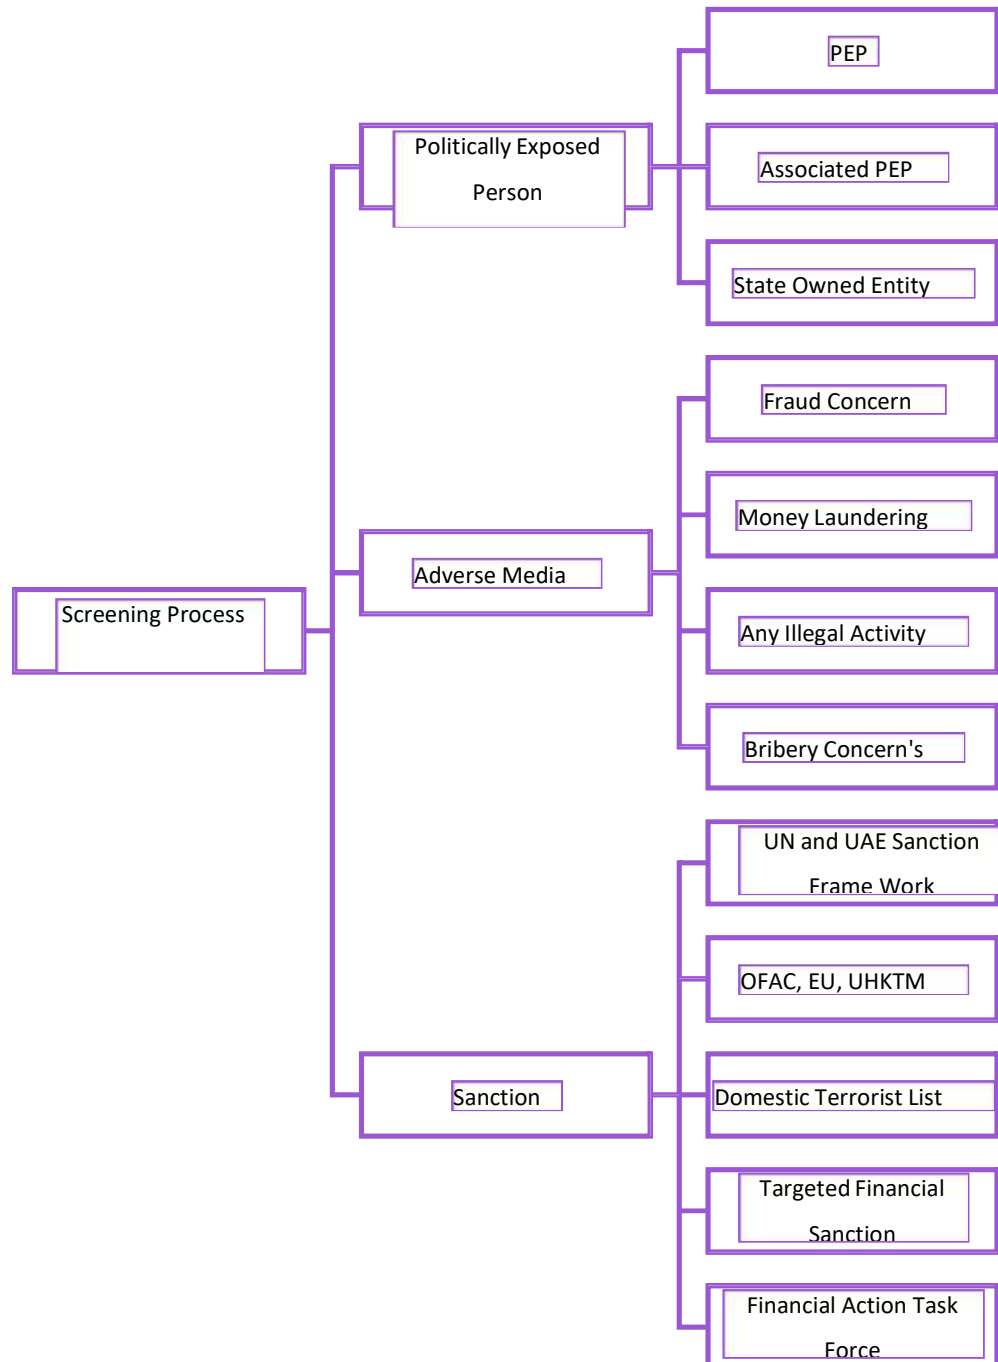 Screening Process
Politically Exposed
Person
PEP
Associated PEP
State Owned Entity
Adverse Media
Fraud Concern
Money Laundering
Any Illegal Activity
Bribery Concern's
Sanction
UN and UAE Sanction
Frame Work
OFAC, EU, UHKTM
Domestic Terrorist List
Targeted Financial
Sanction
Financial Action Task
Force